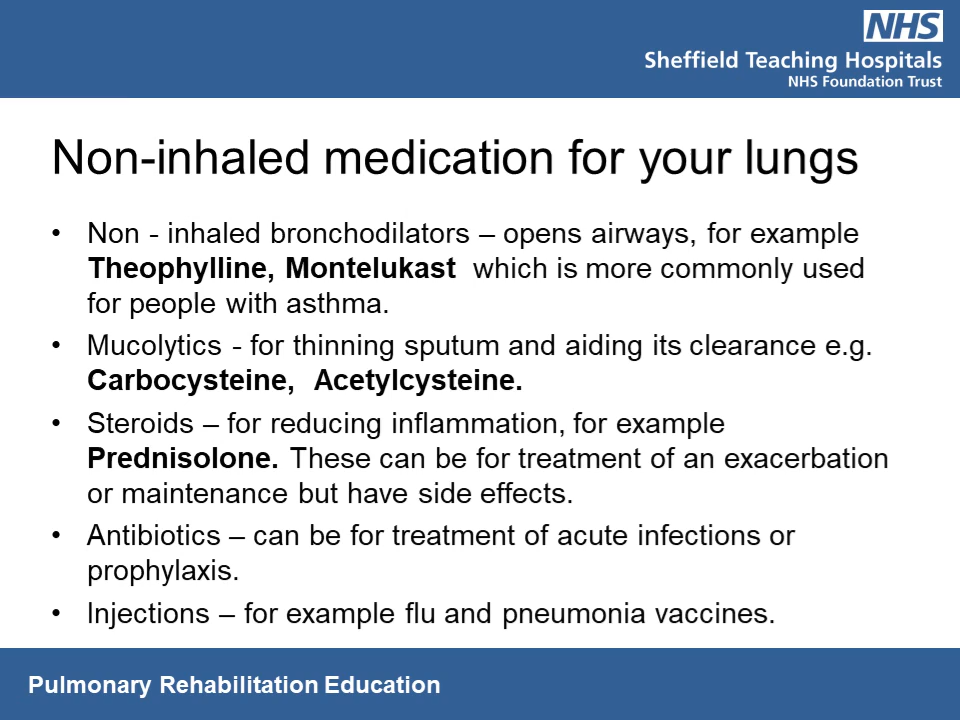 NHS
Sheffield Teaching Hospitals
NHS Foundation Trust
Non-inhaled medication for your lungs
• Non - inhaled bronchodilators – opens airways, for example
Theophylline, Montelukast which is more commonly used
for people with asthma.
• Mucolytics - for thinning sputum and aiding its clearance e.g.
Carbocysteine, Acetylcysteine.
• Steroids – for reducing inflammation, for example
Prednisolone. These can be for treatment of an exacerbation
or maintenance but have side effects.
• Antibiotics – can be for treatment of acute infections or
prophylaxis.
• Injections – for example flu and pneumonia vaccines.
Pulmonary Rehabilitation Education